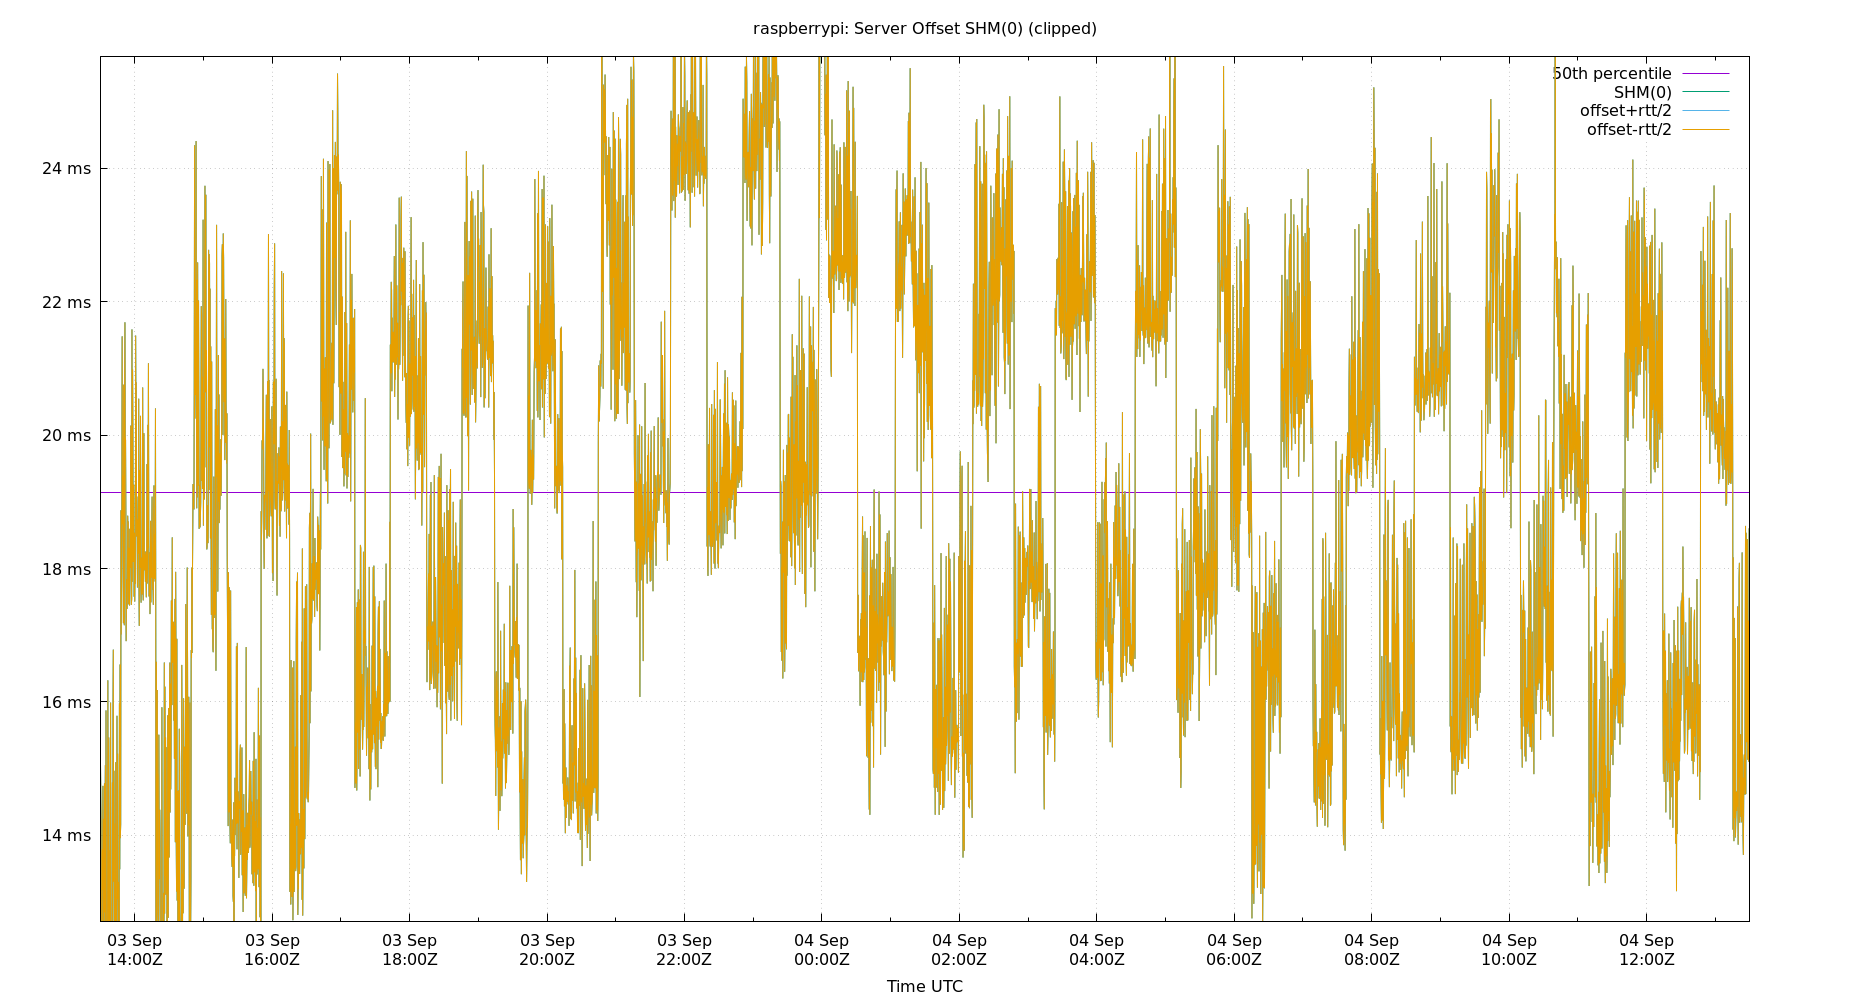 raspberrypi: Server Offset SHM(0) (clipped)
50th percentile
SHM(0)
offset+rtt/2
offset-rtt/2
24 ms
22 ms
20 ms
18 ms
16 ms
14 ms
03 Sep 03 Sep 03 Sep 03 Sep 03 Sep 04 Sep 04 Sep 04 Sep 04 Sep 04 Sep 04 Sep 04 Sep
14:00Z 16:00Z 18:00Z 20:00Z 22:00Z 00:00Z 02:00Z 04:00Z 06:00Z 08:00Z 10:00Z 12:00Z
Time UTC